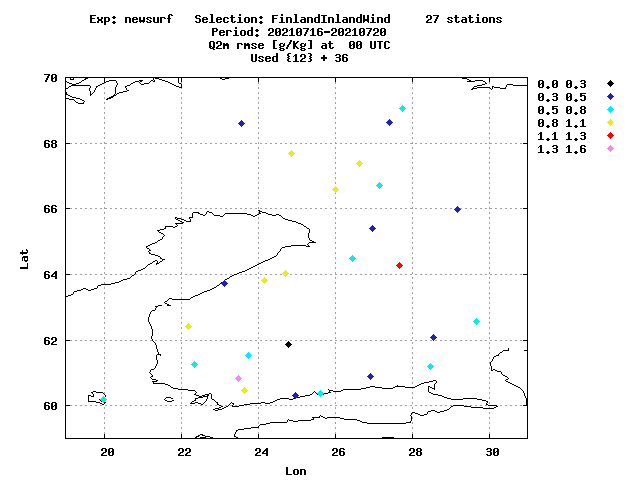 Exp: newsurf   Selection: FinlandInlandWind     27 stations
Period: 20210716-20210720
Q2m rmse [g/Kg] at  00 UTC
Used {12} + 36
70
68
66
64
62
60
Lat
20 22 24 26 28 30
Lon
0.0 0.3
0.3 0.5
0.5 0.8
0.8 1.1
1.1 1.3
1.3 1.6